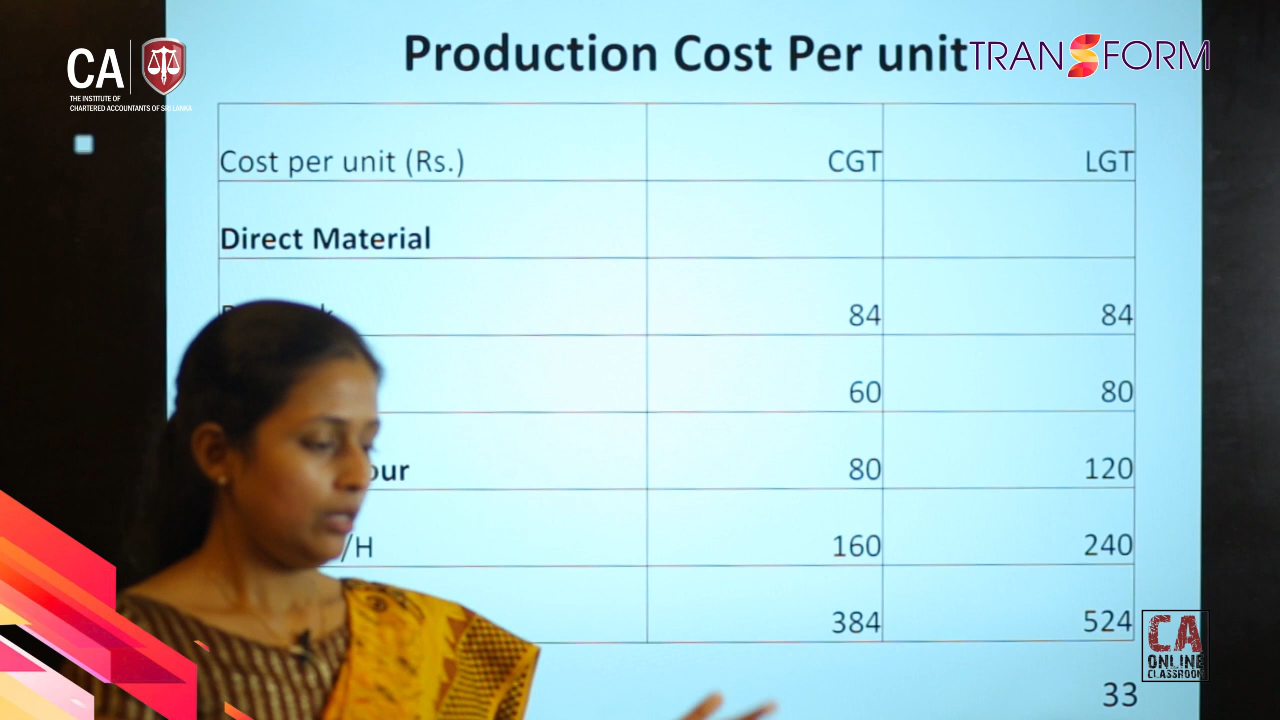 CA
THE INSTITUTE OF
CHARTERED ACCOUNTANTS OF SRI LANKA
Production Cost Per unit
TRANSFORM
Cost per unit (Rs.) CGT LGT
Direct Material
84 84
60 80
80 120
/H 160 240
384 524
33
CA
ONLINE
CLASSROOM